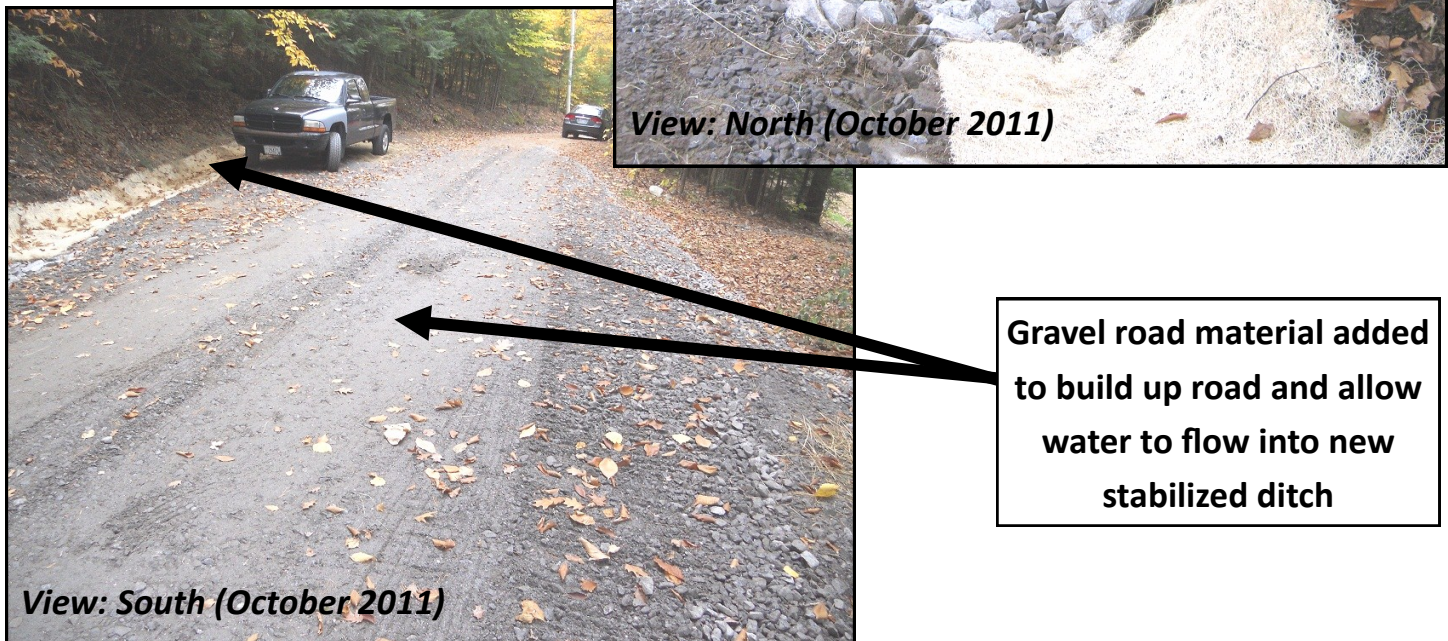 View: North (October 2011)
Gravel road material added
to build up road and allow
water to flow into new
stabilized ditch
View: South (October 2011)